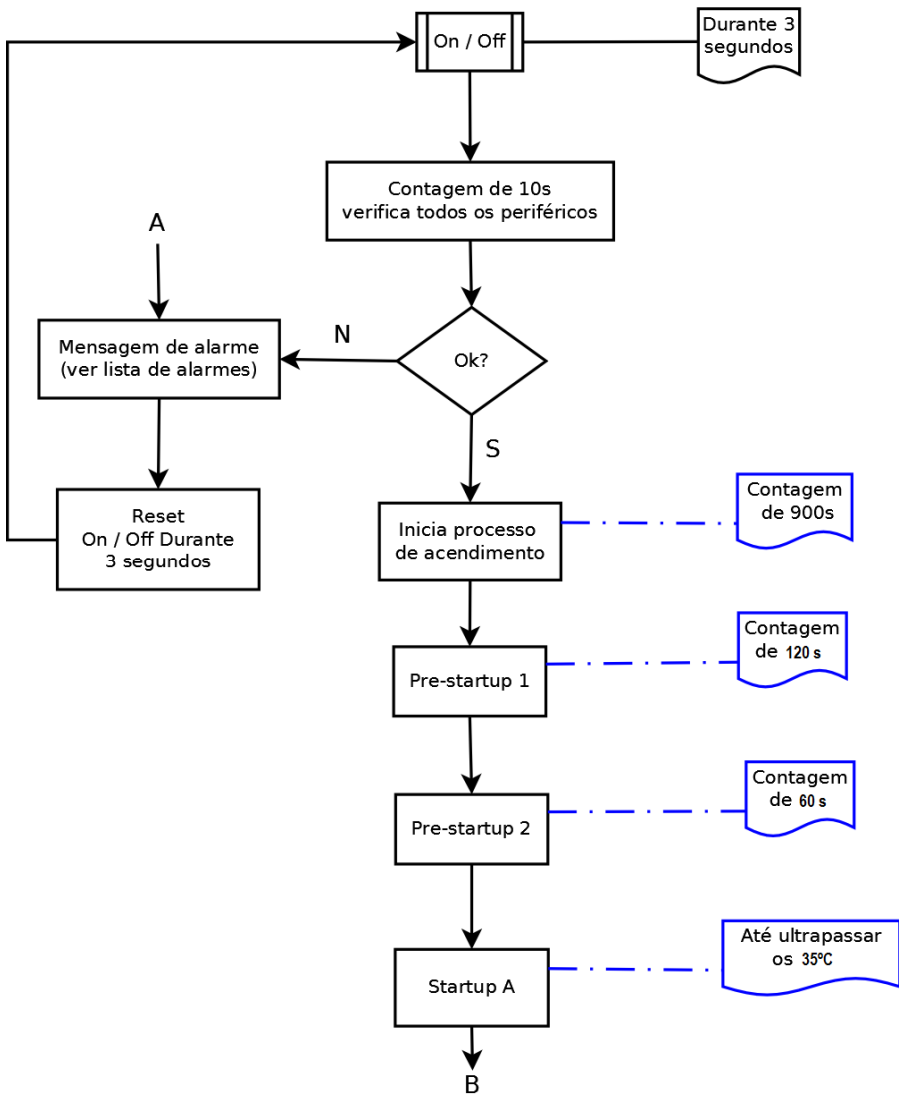 On / Off
Durante 3
segundos
Contagem de 10s
verifica todos os periféricos
A
Mensagem de alarme
(ver lista de alarmes)
N
Ok?
S
Reset
On / Off Durante
3 segundos
Inicia processo
de acendimento
Contagem
de 900s
Pre-startup 1
Contagem
de 120 s
Pre-startup 2
Contagem
de 60 s
Startup A
Até ultrapassar
os 35ºC
B